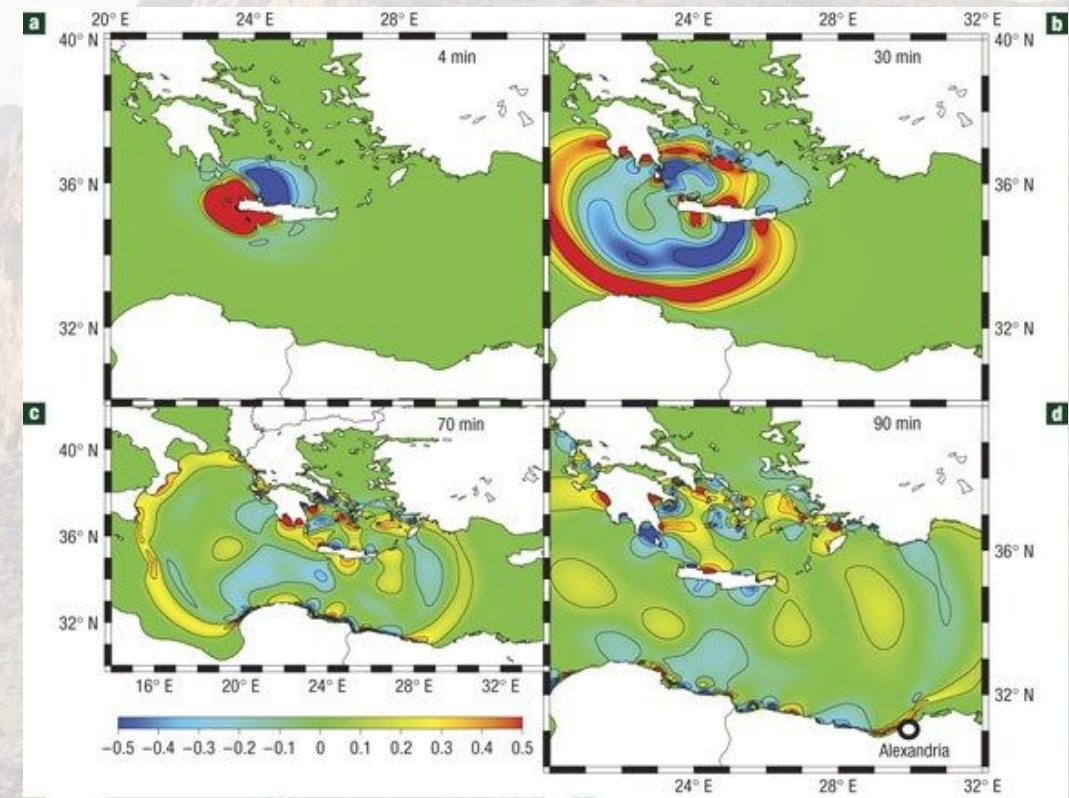 a
20° E 24° E 28° E
24° E 28° E 32° E
b
40° N
4 min
30 min
40° N
36° N
36° N
32° N
32° N
c
70 min
90 min
d
40° N
36° N
36° N
32° N
32° N
16° E 20° E 24° E 28° E 32° E
−0.5 −0.4 −0.3 −0.2 −0.1 0 0.1 0.2 0.3 0.4 0.5
Alexandria
24° E 28° E 32° E